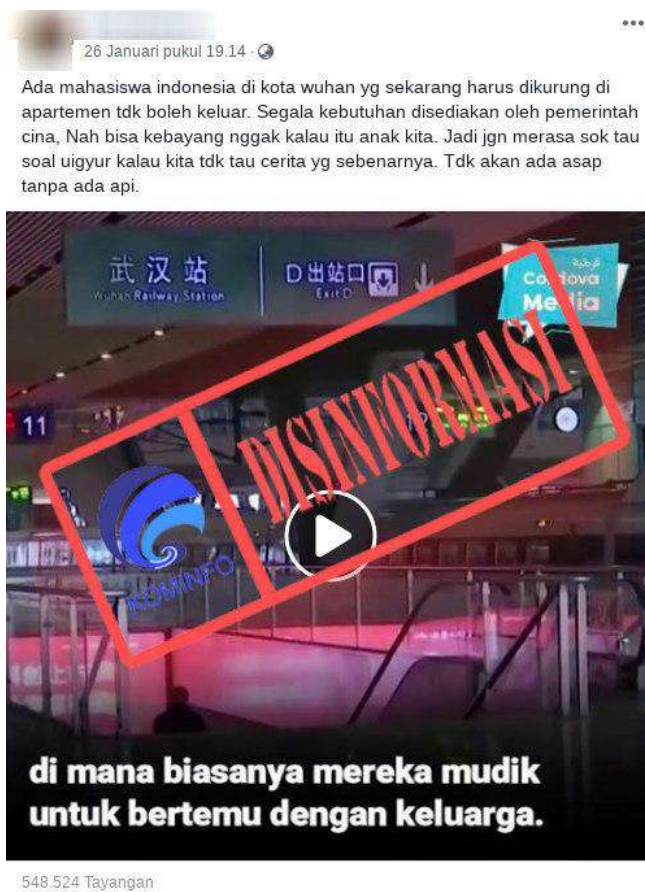 26 Januari pukul 19.14 ·
Ada mahasiswa indonesia di kota wuhan yg sekarang harus dikurung di
apartemen tdk boleh keluar. Segala kebutuhan disediakan oleh pemerintah
cina, Nah bisa kebayang nggak kalau itu anak kita. Jadi jgn merasa sok tau
soal uigyur kalau kita tdk tau cerita yg sebenarnya. Tdk akan ada asap
tanpa ada api.
武汉站
Wuhan Railway Station
D出站口
Exit D
قرطبة
Cordova
Media
11
12
DISINFORMASI
KOMINFO
di mana biasanya mereka mudik
untuk bertemu dengan keluarga.
548.524 Tayangan